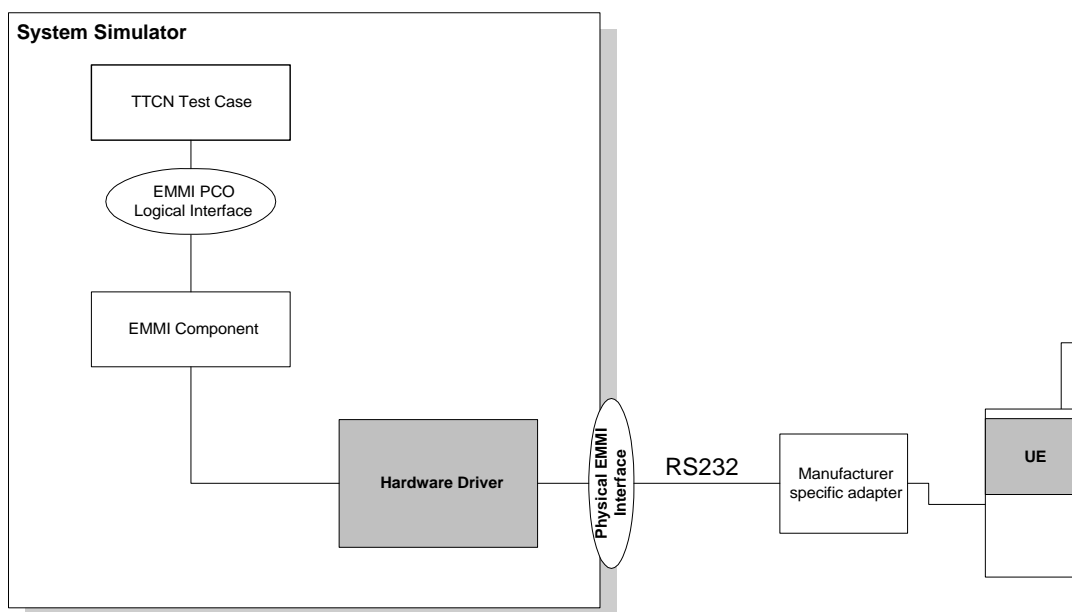 System Simulator
TTCN Test Case
EMMI PCO
Logical Interface
EMMI Component
Hardware Driver
Physical EMMI
Interface
RS232
Manufacturer
specific adapter
UE